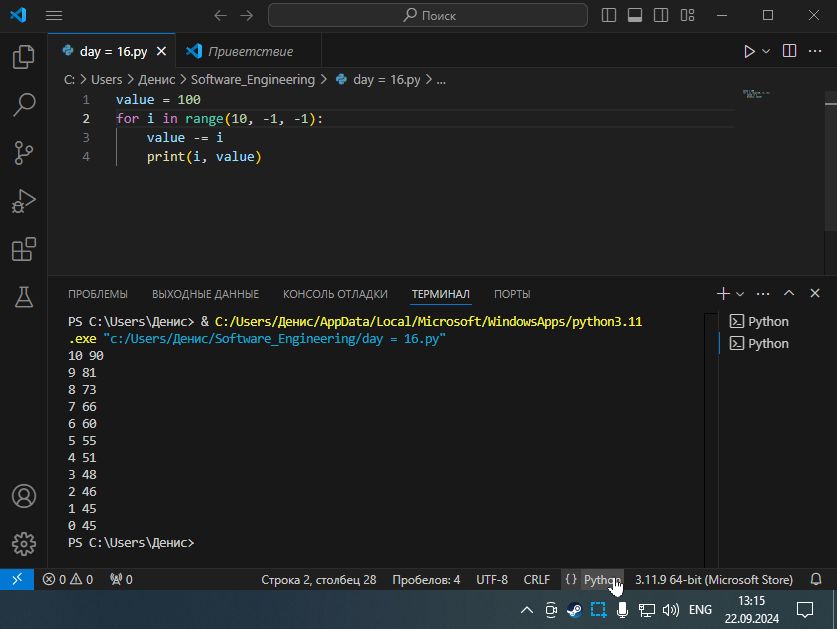 Поиск
day = 16.py
Приветствие
C: > Users > Денис > Software_Engineering > day = 16.py > ...
1 value = 100
2 for i in range(10, -1, -1):
3 value -= i
4 print(i, value)
ПРОБЛЕМЫ ВЫХОДНЫЕ ДАННЫЕ КОНСОЛЬ ОТЛАДКИ ТЕРМИНАЛ ПОРТЫ
PS C:\Users\Денис> & C:/Users/Денис/AppData/Local/Microsoft/WindowsApps/python3.11
.exe "c:/Users/Денис/Software_Engineering/day = 16.py"
10 90
9 81
8 73
7 66
6 60
5 55
4 51
3 48
2 46
1 45
0 45
PS C:\Users\Денис>
Python
Python
0 0 0 Строка 2, столбец 28 Пробелов: 4 UTF-8 CRLF {} Python 3.11.9 64-bit (Microsoft Store)
ENG
13:15
22.09.2024